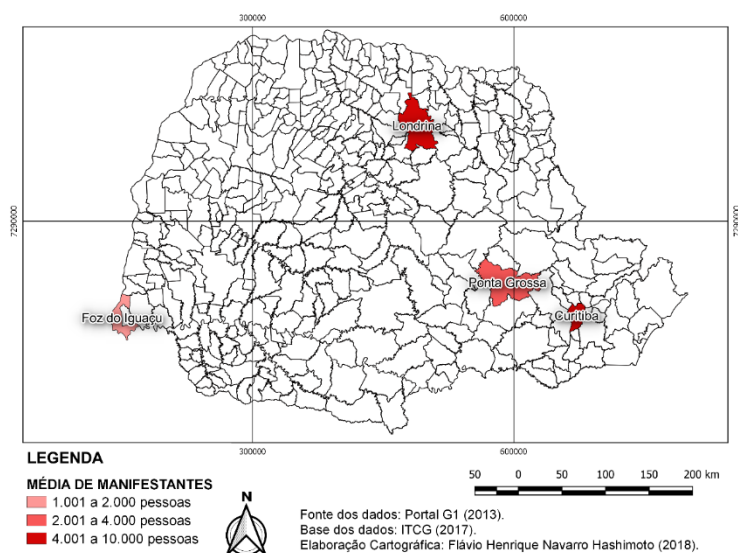 300000
600000
Londrina
7290000
7290000
Ponta Grossa
Foz do Iguaçu
Curitiba
300000
600000
LEGENDA
MÉDIA DE MANIFESTANTES
1.001 a 2.000 pessoas
2.001 a 4.000 pessoas
4.001 a 10.000 pessoas
N
50 0 50 100 150 200 km
Fonte dos dados: Portal G1 (2013).
Base dos dados: ITCG (2017).
Elaboração Cartográfica: Flávio Henrique Navarro Hashimoto (2018).